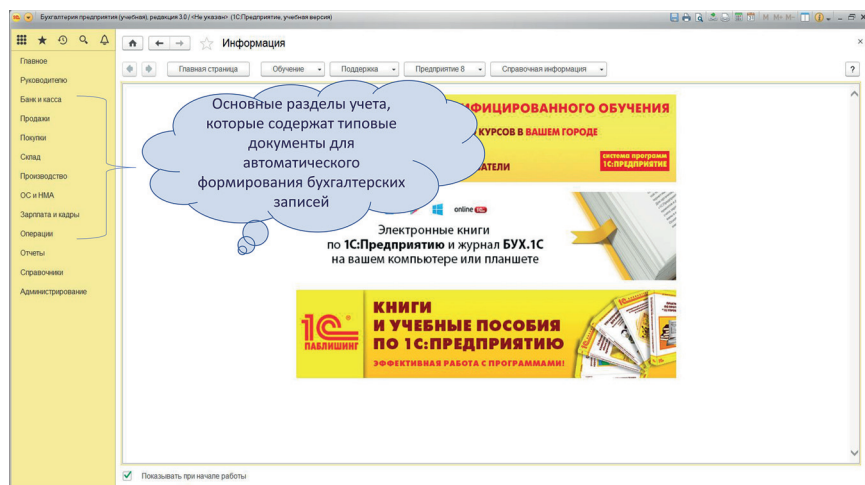 Бухгалтерия предприятия (учебная), редакция 3.0 / <Не указан> (1С:Предприятие, учебная версия)
M M+ M-
Информация
Главная страница Обучение Поддержка Предприятие 8 Справочная информация ?
Главное
Руководителю
Банк и касса
Продажи
Покупки
Склад
Производство
ОС и НМА
Зарплата и кадры
Операции
Отчеты
Справочники
Администрирование
Основные разделы учета,
которые содержат типовые
документы для
автоматического
формирования бухгалтерских
записей
ИФИЦИРОВАННОГО ОБУЧЕНИЯ
КУРСОВ В ВАШЕМ ГОРОДЕ
АТЕЛИ
система программ
1С:ПРЕДПРИЯТИЕ
online 1С
Электронные книги
по 1С:Предприятию и журнал БУХ.1С
на вашем компьютере или планшете
1С
ПАБЛИШИНГ
КНИГИ
И УЧЕБНЫЕ ПОСОБИЯ
ПО 1С:ПРЕДПРИЯТИЮ
ЭФФЕКТИВНАЯ РАБОТА С ПРОГРАММАМИ!
Показывать при начале работы